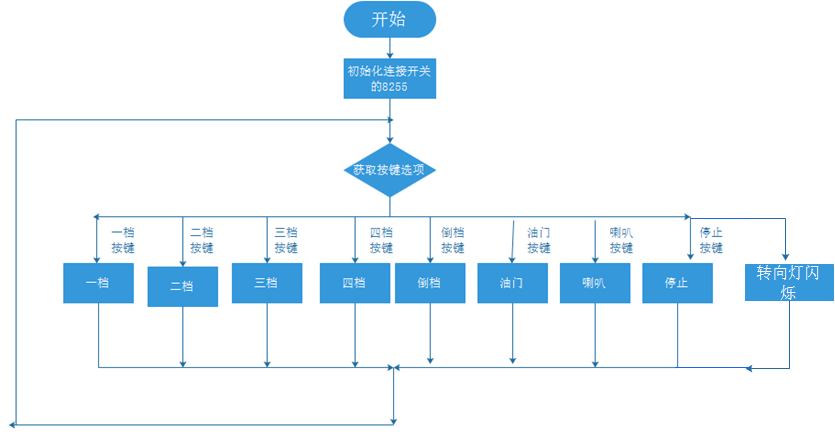 开始
初始化连接开关
的8255
获取按键选项
一档
按键
二档
按键
三档
按键
四档
按键
倒档
按键
油门
按键
喇叭
按键
停止
按键
一档
二档
三档
四档
倒档
油门
喇叭
停止
转向灯闪
烁